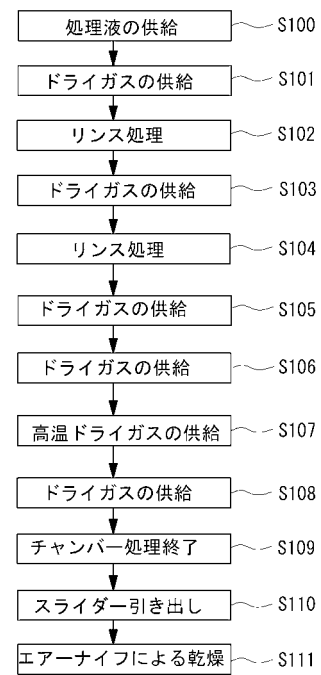 処理液の供給 S100
ドライガスの供給 S101
リンス処理 S102
ドライガスの供給 S103
リンス処理 S104
ドライガスの供給 S105
ドライガスの供給 S106
高温ドライガスの供給 S107
ドライガスの供給 S108
チャンバー処理終了 S109
スライダー引き出し S110
エアーナイフによる乾燥 S111